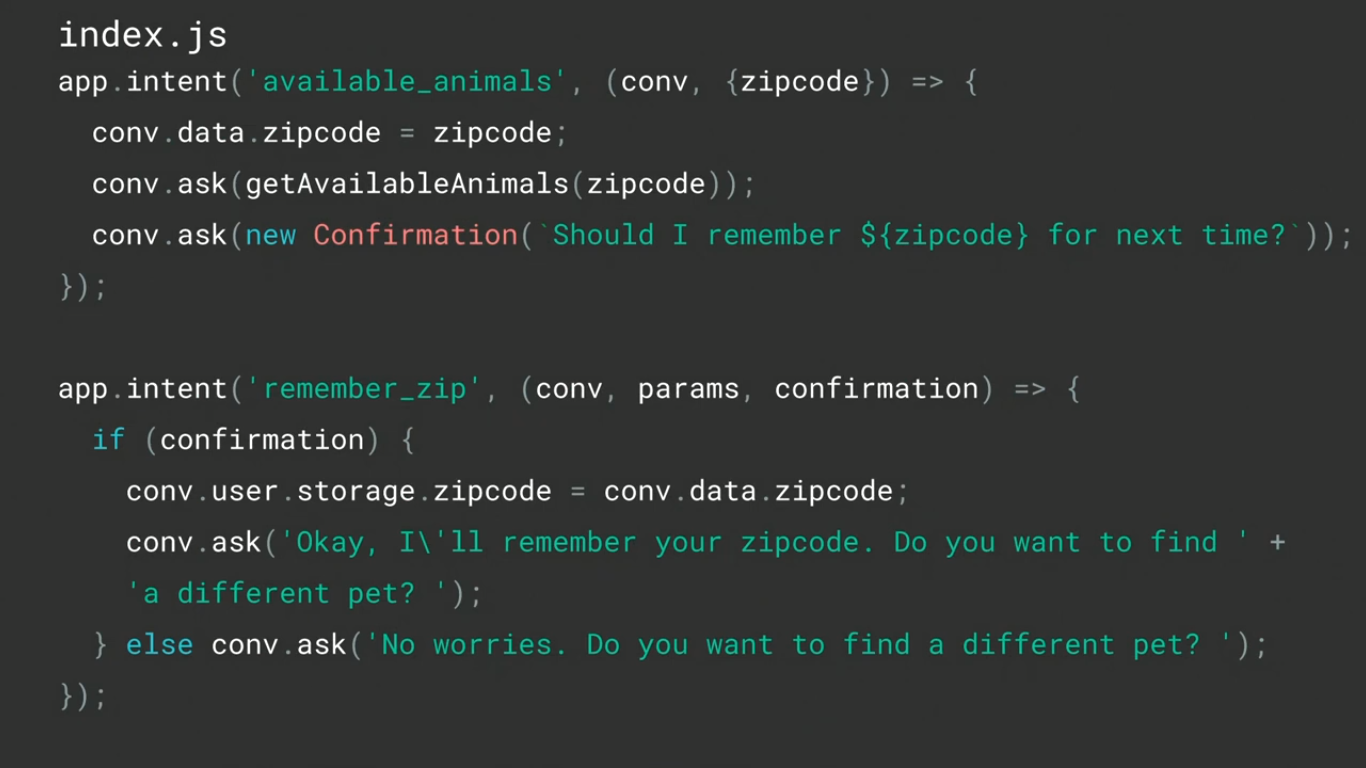 index.js
app.intent('available_animals', (conv, {zipcode}) => {
  conv.data.zipcode = zipcode;
  conv.ask(getAvailableAnimals(zipcode));
  conv.ask(new Confirmation(`Should I remember ${zipcode} for next time?`));
});
app.intent('remember_zip', (conv, params, confirmation) => {
  if (confirmation) {
    conv.user.storage.zipcode = conv.data.zipcode;
    conv.ask('Okay, I\'ll remember your zipcode. Do you want to find ' +
    'a different pet? ');
  } else conv.ask('No worries. Do you want to find a different pet? ');
});